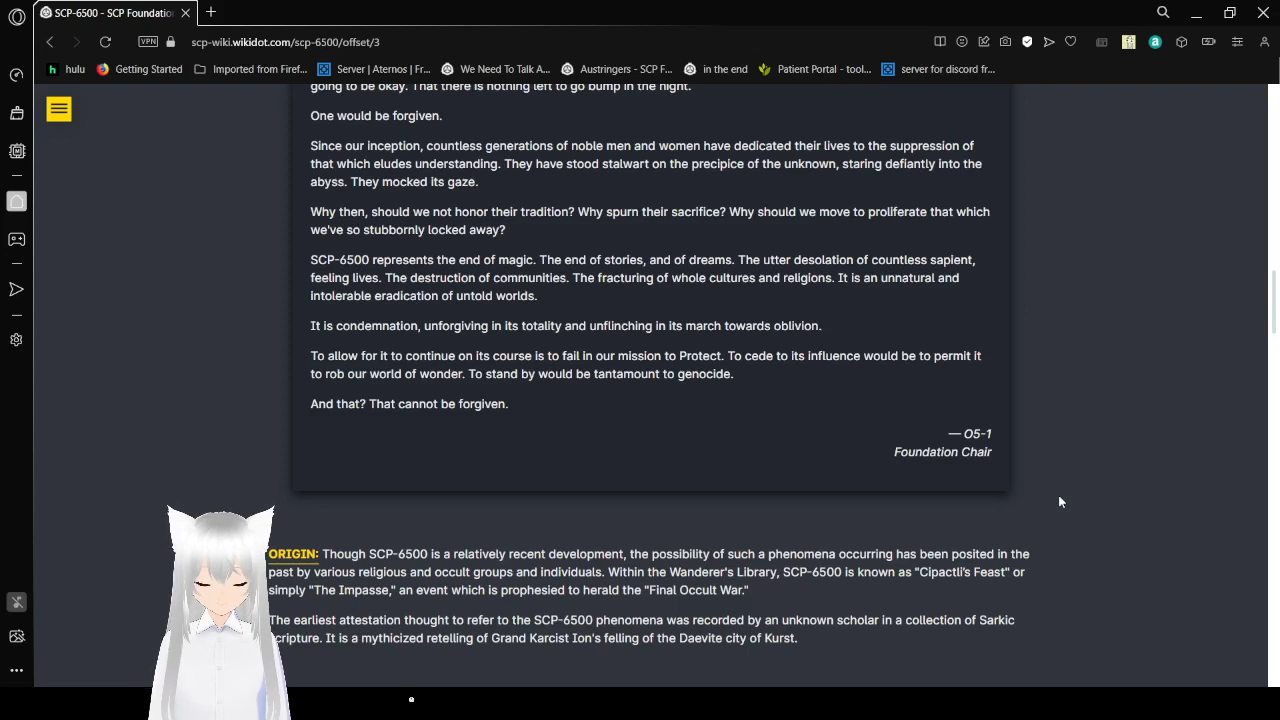 SCP-6500 - SCP Foundatio
VPN
scp-wiki.wikidot.com/scp-6500/offset/3
hulu
Getting Started
Imported from Firef...
Server | Aternos | Fr...
We Need To Talk A...
Austringers - SCP F...
in the end
Patient Portal - tool...
server for discord fr...
going to be okay. That there is nothing left to go bump in the night.
One would be forgiven.
Since our inception, countless generations of noble men and women have dedicated their lives to the suppression of
that which eludes understanding. They have stood stalwart on the precipice of the unknown, staring defiantly into the
abyss. They mocked its gaze.
Why then, should we not honor their tradition? Why spurn their sacrifice? Why should we move to proliferate that which
we've so stubbornly locked away?
SCP-6500 represents the end of magic. The end of stories, and of dreams. The utter desolation of countless sapient,
feeling lives. The destruction of communities. The fracturing of whole cultures and religions. It is an unnatural and
intolerable eradication of untold worlds.
It is condemnation, unforgiving in its totality and unflinching in its march towards oblivion.
To allow for it to continue on its course is to fail in our mission to Protect. To cede to its influence would be to permit it
to rob our world of wonder. To stand by would be tantamount to genocide.
And that? That cannot be forgiven.
— O5-1
Foundation Chair
ORIGIN: Though SCP-6500 is a relatively recent development, the possibility of such a phenomena occurring has been posited in the
past by various religious and occult groups and individuals. Within the Wanderer's Library, SCP-6500 is known as "Cipactli's Feast" or
simply "The Impasse," an event which is prophesied to herald the "Final Occult War."
The earliest attestation thought to refer to the SCP-6500 phenomena was recorded by an unknown scholar in a collection of Sarkic
cripture. It is a mythicized retelling of Grand Karcist Ion's felling of the Daevite city of Kurst.